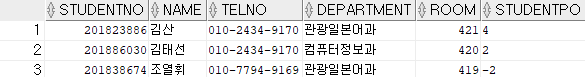 STUDENTNO NAME TELNO DEPARTMENT ROOM STUDENTPO
1 201823886 김산 010-2434-9170 관광일본어과 421 4
2 201886030 김태선 010-2434-9170 컴퓨터정보과 420 2
3 201838674 조열휘 010-7794-9169 관광일본어과 419 -2